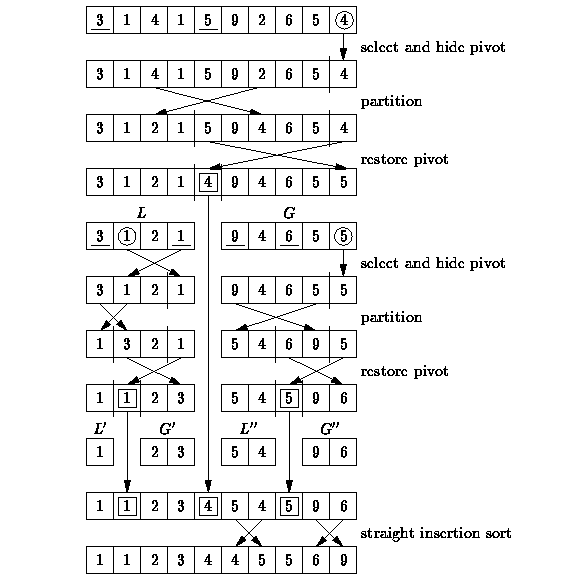 3 1 4 1 5 9 2 6 5 4
select and hide pivot
3 1 4 1 5 9 2 6 5 4
partition
3 1 2 1 5 9 4 6 5 4
restore pivot
3 1 2 1 4 9 4 6 5 5
L G
3 1 2 1 9 4 6 5 5
select and hide pivot
3 1 2 1 9 4 6 5 5
partition
1 3 2 1 5 4 6 9 5
restore pivot
1 1 2 3 5 4 5 9 6
L' G' L" G"
1 2 3 5 4 9 6
1 1 2 3 4 5 4 5 9 6
straight insertion sort
1 1 2 3 4 4 5 5 6 9